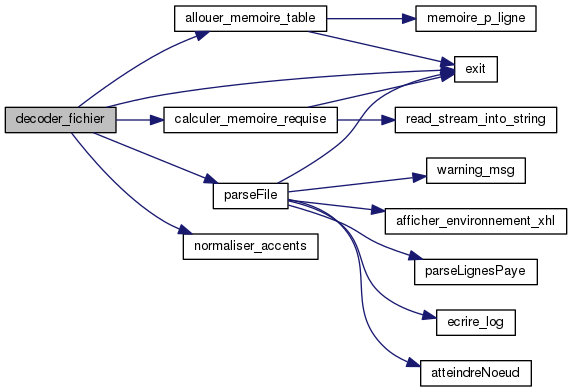 allouer_memoire_table
memoire_p_ligne
exit
decoder_fichier
calculer_memoire_requise
read_stream_into_string
warning_msg
parseFile
afficher_environnement_xhl
normaliser_accents
parseLignesPaye
ecrire_log
atteindreNoeud